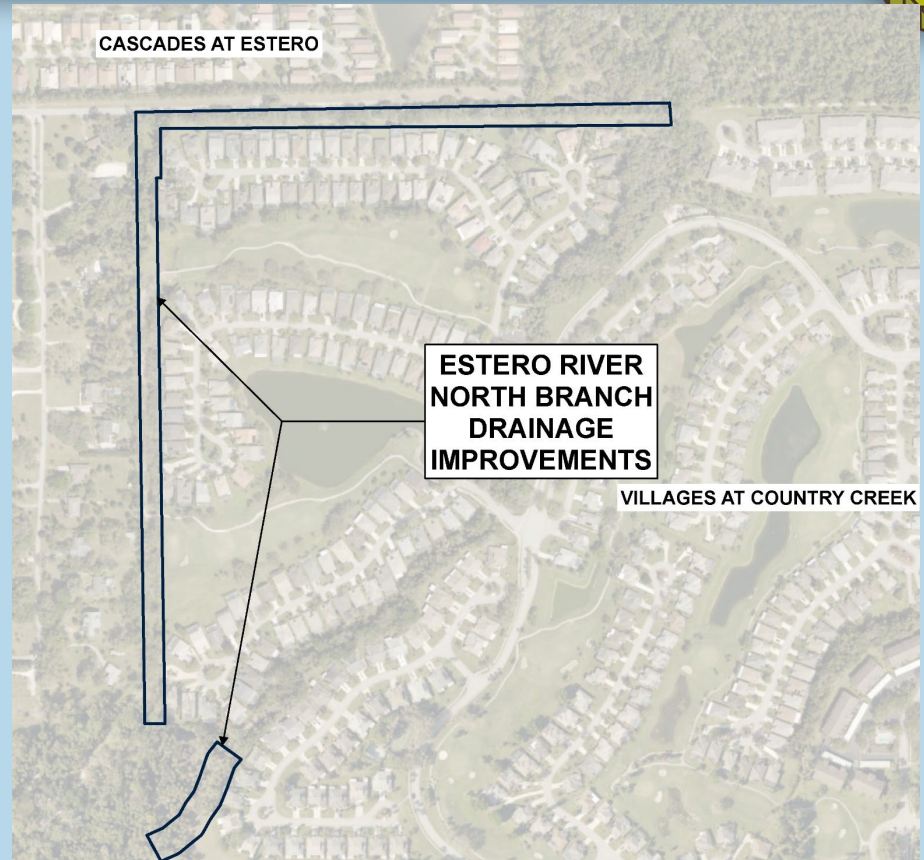 CASCADES AT ESTERO
ESTERO RIVER
NORTH BRANCH
DRAINAGE
IMPROVEMENTS
VILLAGES AT COUNTRY CREEK